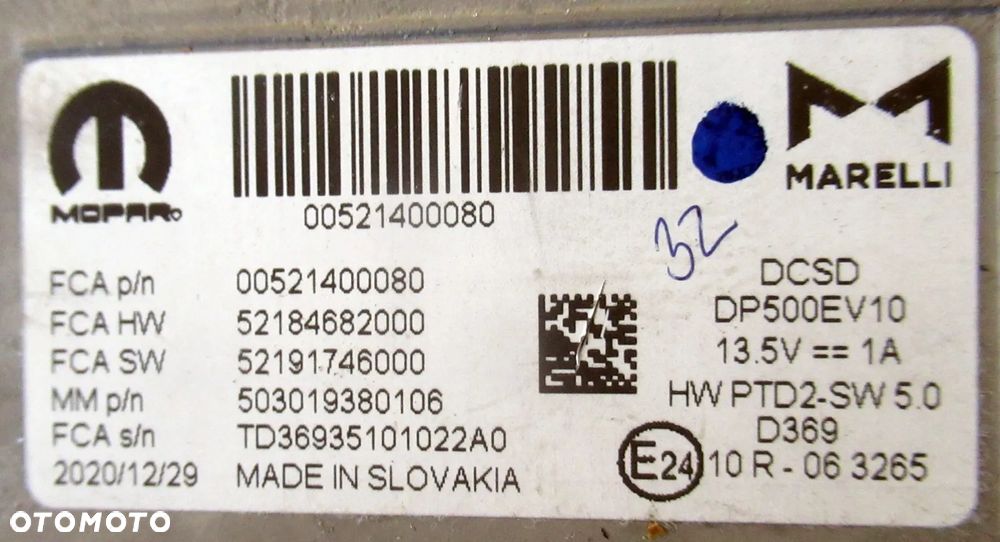 MOPAR®
00521400080
MARELLI
32
FCA p/n 00521400080
FCA HW 52184682000
FCA SW 52191746000
MM p/n 503019380106
FCA s/n TD36935101022A0
2020/12/29 MADE IN SLOVAKIA
DCSD
DP500EV10
13.5V == 1A
HW PTD2-SW 5.0
D369
E24 10 R - 06 3265
OTOMOTO